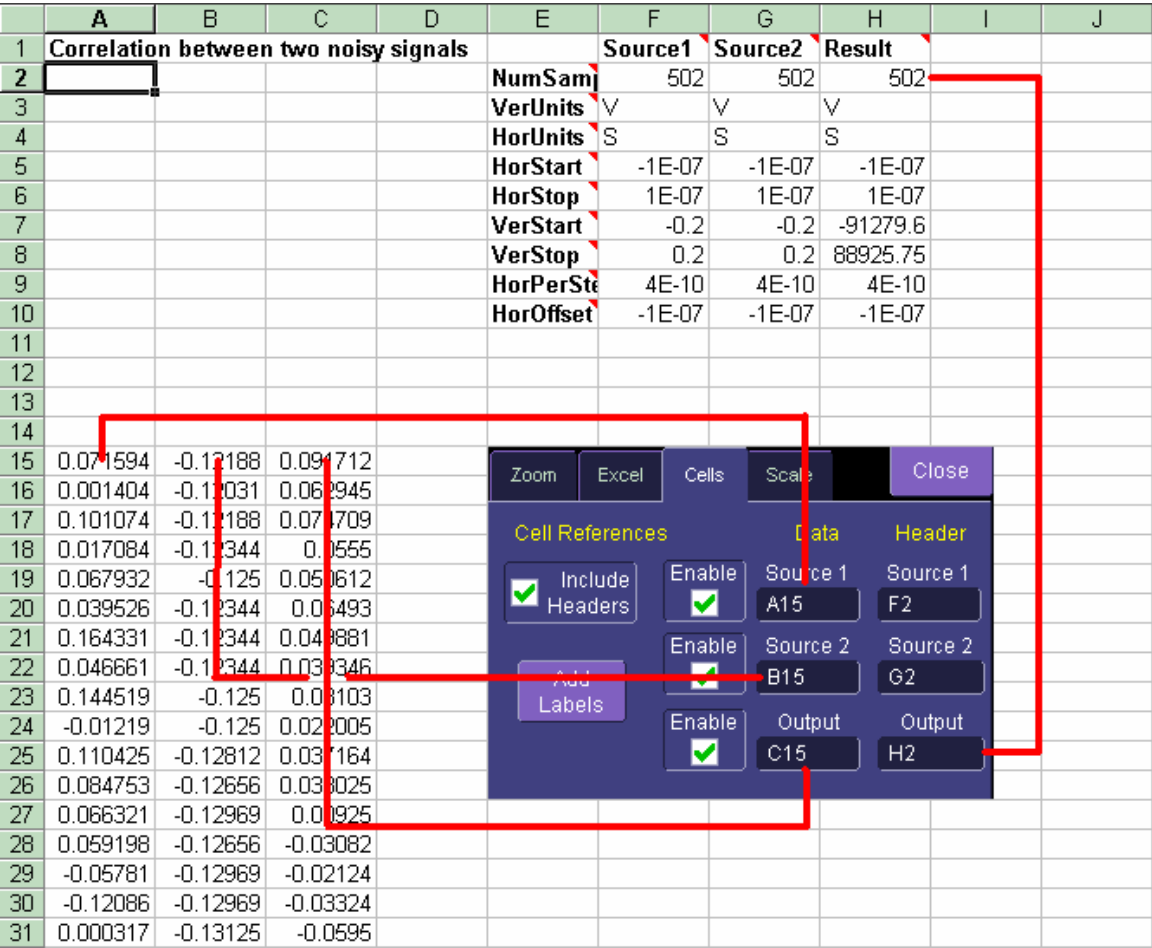 A B C D E F G H I J
1 Correlation between two noisy signals Source1 Source2 Result
2 NumSamp 502 502 502
3 VerUnits V V V
4 HorUnits S S S
5 HorStart -1E-07 -1E-07 -1E-07
6 HorStop 1E-07 1E-07 1E-07
7 VerStart -0.2 -0.2 -91279.6
8 VerStop 0.2 0.2 88925.75
9 HorPerSte 4E-10 4E-10 4E-10
10 HorOffset -1E-07 -1E-07 -1E-07
11
12
13
14
15 0.071594 -0.12188 0.091712
16 0.001404 -0.12031 0.062945
17 0.101074 -0.12188 0.074709
18 0.017084 -0.12344 0.0555
19 0.067932 -0.125 0.050612
20 0.039526 -0.12344 0.06493
21 0.164331 -0.12344
22 0.046661 -0.12344 0.039346
23 0.144519 -0.125
24 -0.01219 -0.125 0.022005
25 0.110425 -0.12812
26 0.084753 -0.12656
27 0.066321 -0.12969
28 0.059198 -0.12656 -0.03082
29 -0.05781 -0.12969 -0.02124
30 -0.12086 -0.12969 -0.03324
31 0.000317 -0.13125 -0.0595
Zoom Excel Cells Scale Close
Cell References Data Header
Include Headers
Enable Source 1 Source 1
A15 F2
Enable Source 2 Source 2
B15 G2
Add Labels
Enable Output Output
C15 H2